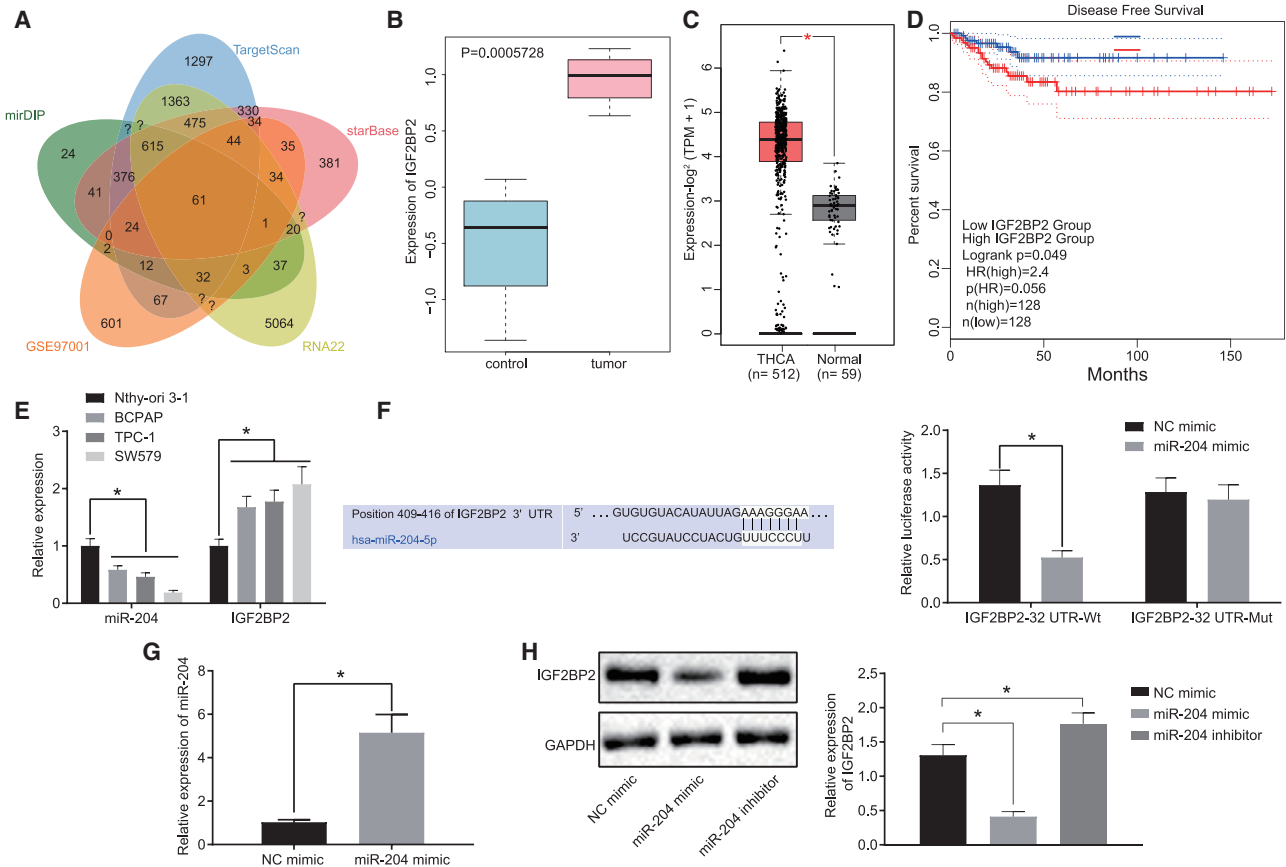 A
TargetScan
1297
mirDIP
1363
330
starBase
? ?
475
34
24
615
44
35
381
376
34
41
61
?
24
1
20
0
2
12
32
3
37
67
? ?
601
5064
GSE97001
RNA22
B
P=0.0005728
Expression of IGF2BP2
1.0
0.5
0.0
−0.5
−1.0
control
tumor
C
*
Expression-log² (TPM + 1)
6
5
4
3
2
1
0
THCA
(n= 512)
Normal
(n= 59)
D
Disease Free Survival
Percent survival
1.0
0.8
0.6
0.4
0.2
0.0
Low IGF2BP2 Group
High IGF2BP2 Group
Logrank p=0.049
HR(high)=2.4
p(HR)=0.056
n(high)=128
n(low)=128
0
50
100
150
Months
E
Nthy-ori 3-1
BCPAP
TPC-1
SW579
Relative expression
3
2
1
0
*
*
miR-204
IGF2BP2
F
Position 409-416 of IGF2BP2 3' UTR 5' ... GUGUGUACAUAUUAGAAAGGGAA ...
hsa-miR-204-5p 3' UCCGUAUCCUACUGUUUCCCUU
NC mimic
miR-204 mimic
Relative luciferase activity
2.0
1.5
1.0
0.5
0.0
*
IGF2BP2-32 UTR-Wt
IGF2BP2-32 UTR-Mut
G
Relative expression of miR-204
8
6
4
2
0
*
NC mimic
miR-204 mimic
H
IGF2BP2
GAPDH
NC mimic
miR-204 mimic
miR-204 inhibitor
Relative expression
of IGF2BP2
2.5
2.0
1.5
1.0
0.5
0.0
*
*
NC mimic
miR-204 mimic
miR-204 inhibitor